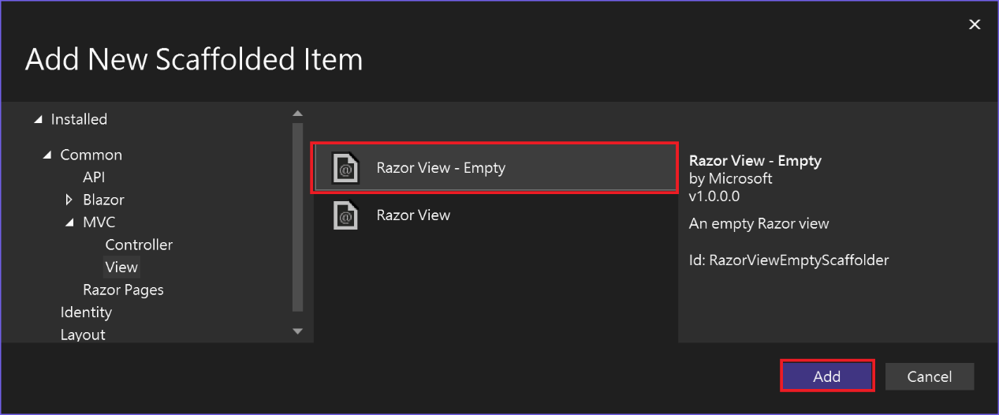 Add New Scaffolded Item
Installed
Common
API
Blazor
MVC
Controller
View
Razor Pages
Identity
Layout
@ Razor View - Empty
@ Razor View
Razor View - Empty
by Microsoft
v1.0.0.0
An empty Razor view
Id: RazorViewEmptyScaffolder
Add
Cancel